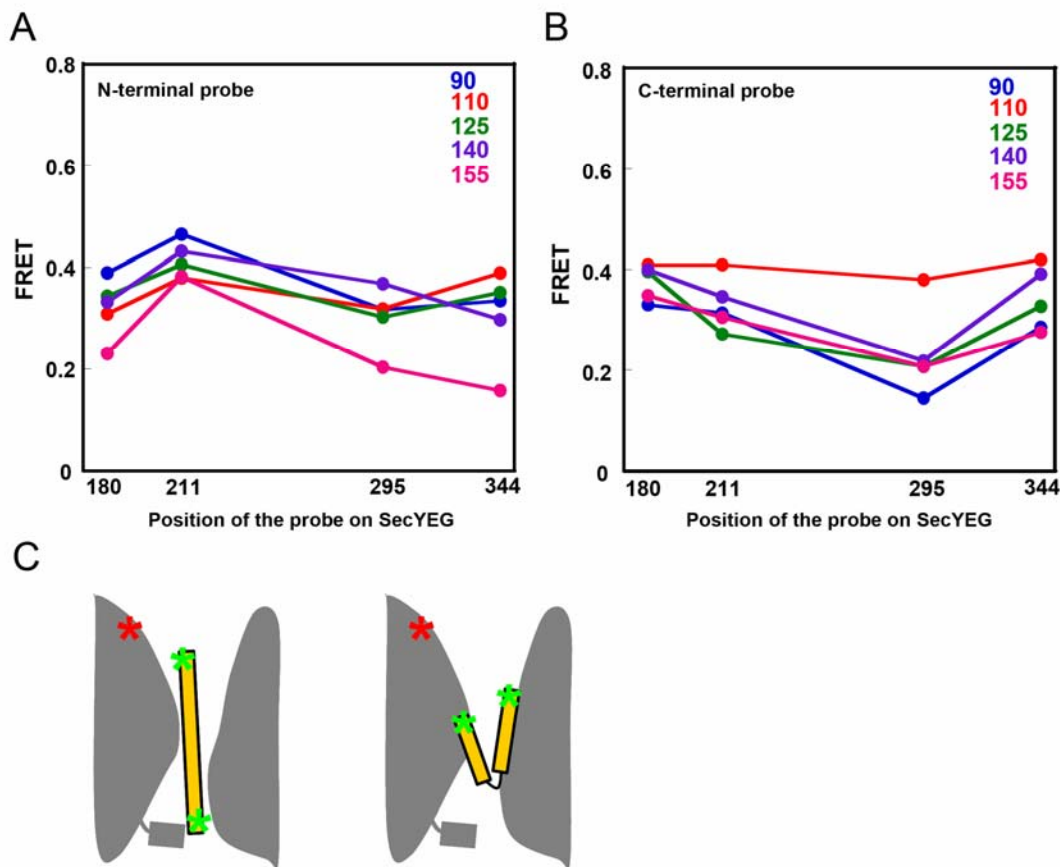 A
0.8
N-terminal probe
90
110
125
140
155
0.6
FRET
0.4
0.2
0
180 211 295 344
Position of the probe on SecYEG
B
0.8
C-terminal probe
90
110
125
140
155
0.6
FRET
0.4
0.2
0
180 211 295 344
Position of the probe on SecYEG
C